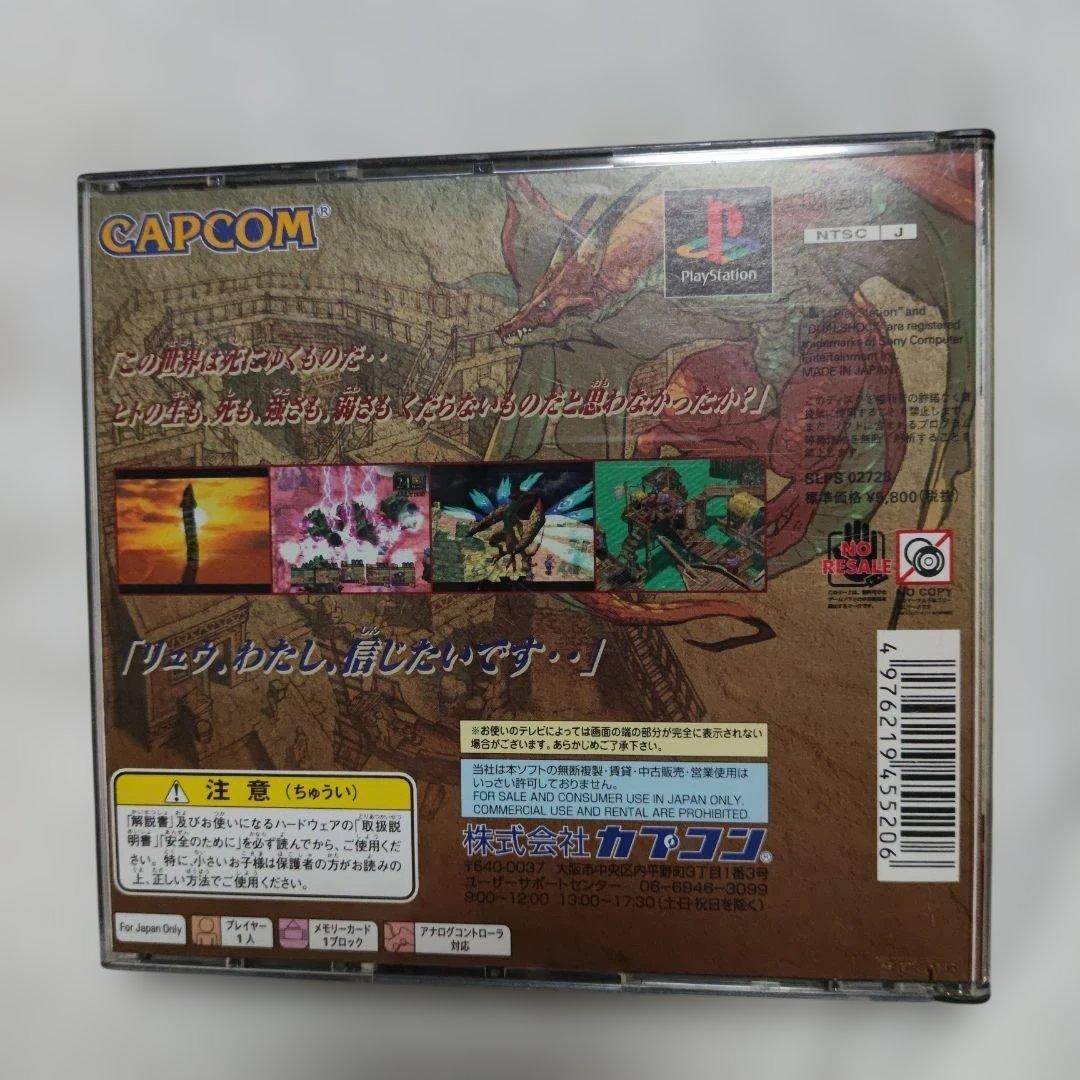 CAPCOM®
PlayStation
NTSC J
"PlayStation" and
"DUALSHOCK" are registered
trademarks of Sony Computer
Entertainment Inc.
MADE IN JAPAN
SLPS 02728
標準価格 ¥5,800(税抜)
「この世界は死にゆくものだ‥
ヒトの生も、死も、強さも、弱さも くだらないものだと思わなかったか?」
24
NO
RESALE
NO COPY
「リュウ。わたし、信じたいです‥」
4976219455206
※お使いのテレビによっては画面の端の部分が完全に表示されない
場合がございます。あらかじめご了承下さい。
当社は本ソフトの無断複製・賃貸・中古販売・営業使用は
いっさい許可しておりません。
FOR SALE AND CONSUMER USE IN JAPAN ONLY.
COMMERCIAL USE AND RENTAL ARE PROHIBITED.
株式会社 カプコン®
〒540-0037 大阪市中央区内平野町3丁目1番3号
ユーザーサポートセンター 06-6946-3099
9:00~12:00 13:00~17:30(土日・祝日を除く)
注意(ちゅうい)
「解説書」及びお使いになるハードウェアの「取扱説
明書」「安全のために」を必ず読んでから、ご使用くだ
さい。特に、小さいお子様は保護者の方がお読みの
上、正しい方法でご使用ください。
For Japan Only
プレイヤー
1人
メモリーカード
1ブロック
アナログコントローラ
対応